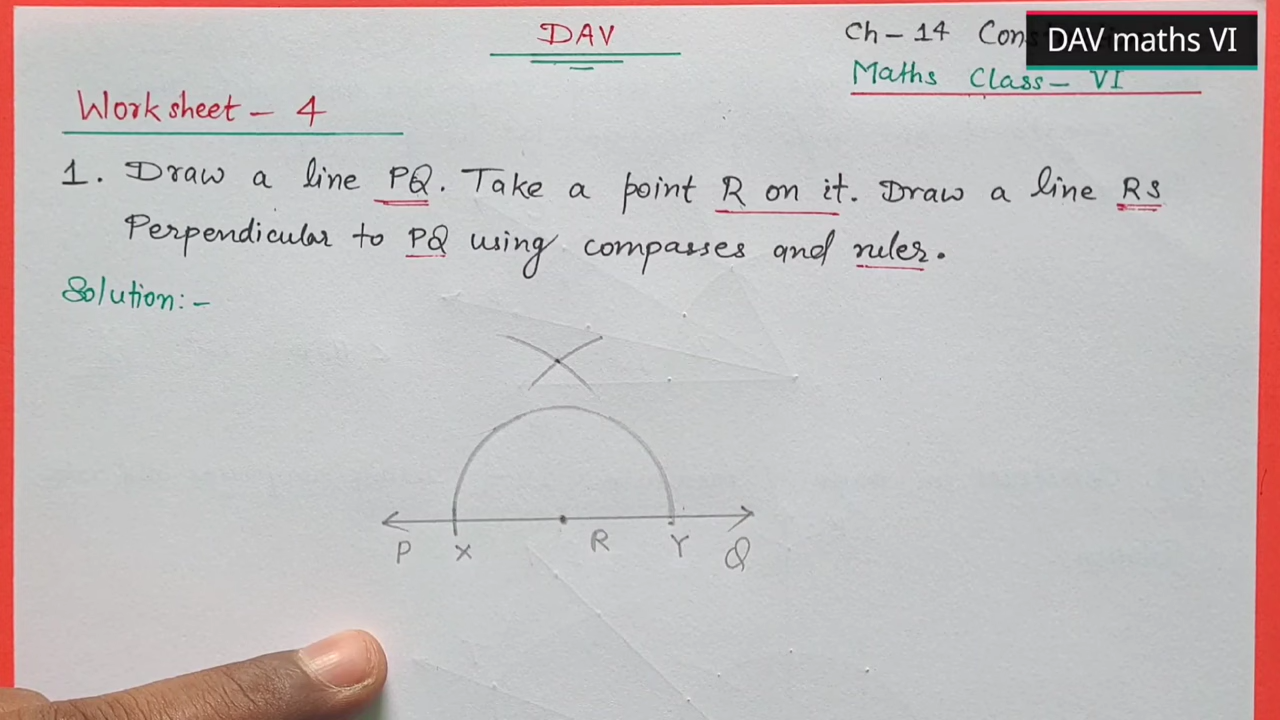 DAV
Ch - 14 Cons
DAV maths VI
Maths Class - VI
Worksheet - 4
1. Draw a line PQ. Take a point R on it. Draw a line RS
Perpendicular to PQ using compasses and ruler.
Solution:-
P X R Y Q